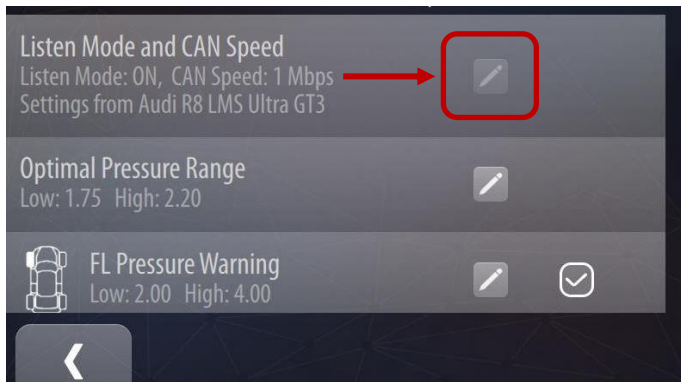 Listen Mode and CAN Speed
Listen Mode: ON, CAN Speed: 1 Mbps
Settings from Audi R8 LMS Ultra GT3
Optimal Pressure Range
Low: 1.75 High: 2.20
FL Pressure Warning
Low: 2.00 High: 4.00